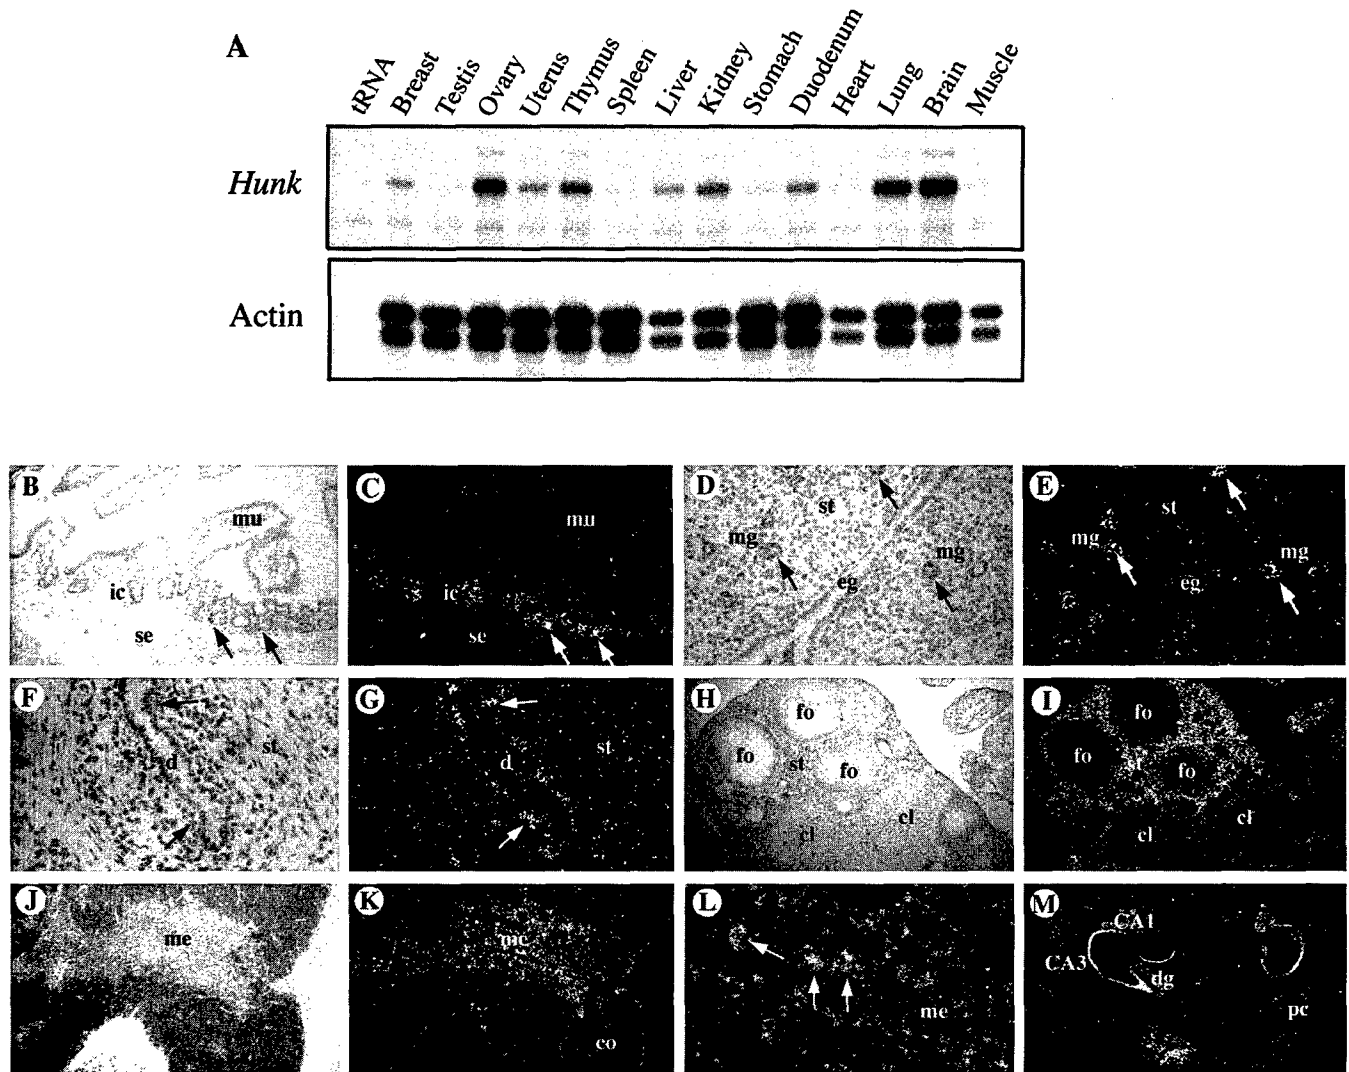 A
tRNA Breast Testis Ovary Uterus Thymus Spleen Liver Kidney Stomach Duodenum Heart Lung Brain Muscle
Hunk
Actin
B mu ic se
C mu ic se
D st mg mg eg
E st mg mg eg
F st d
G st d
H fo fo st fo cl cl
I fo fo st fo cl cl
J me
K me co
L me
M CA1 CA3 dg pc